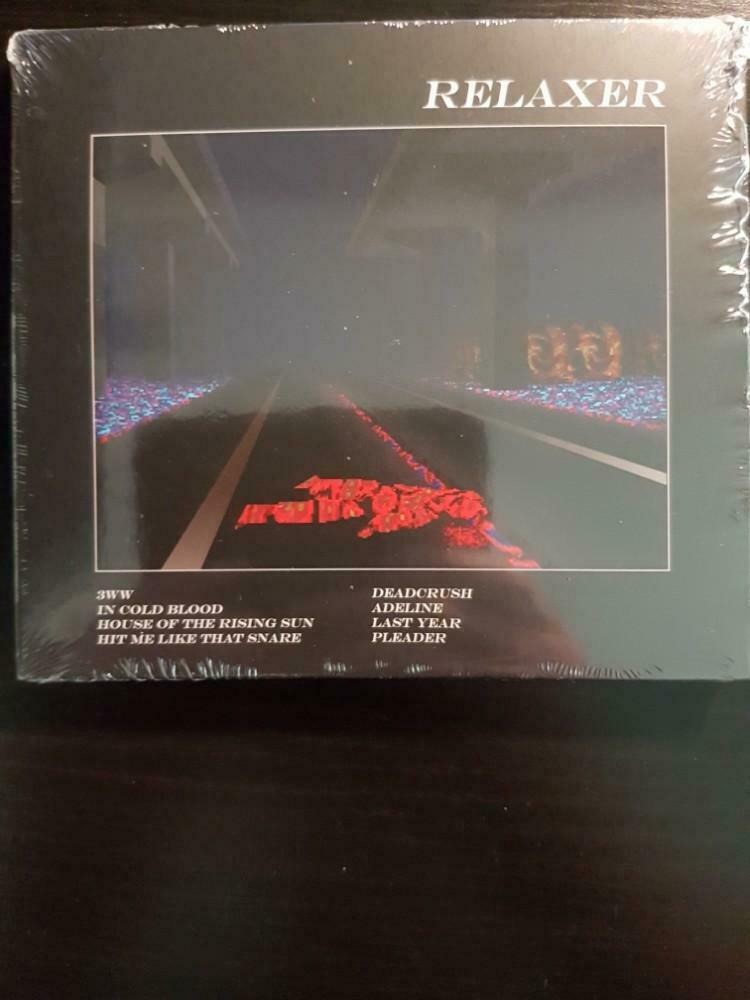 RELAXER
3WW
IN COLD BLOOD
HOUSE OF THE RISING SUN
HIT ME LIKE THAT SNARE
DEADCRUSH
ADELINE
LAST YEAR
PLEADER